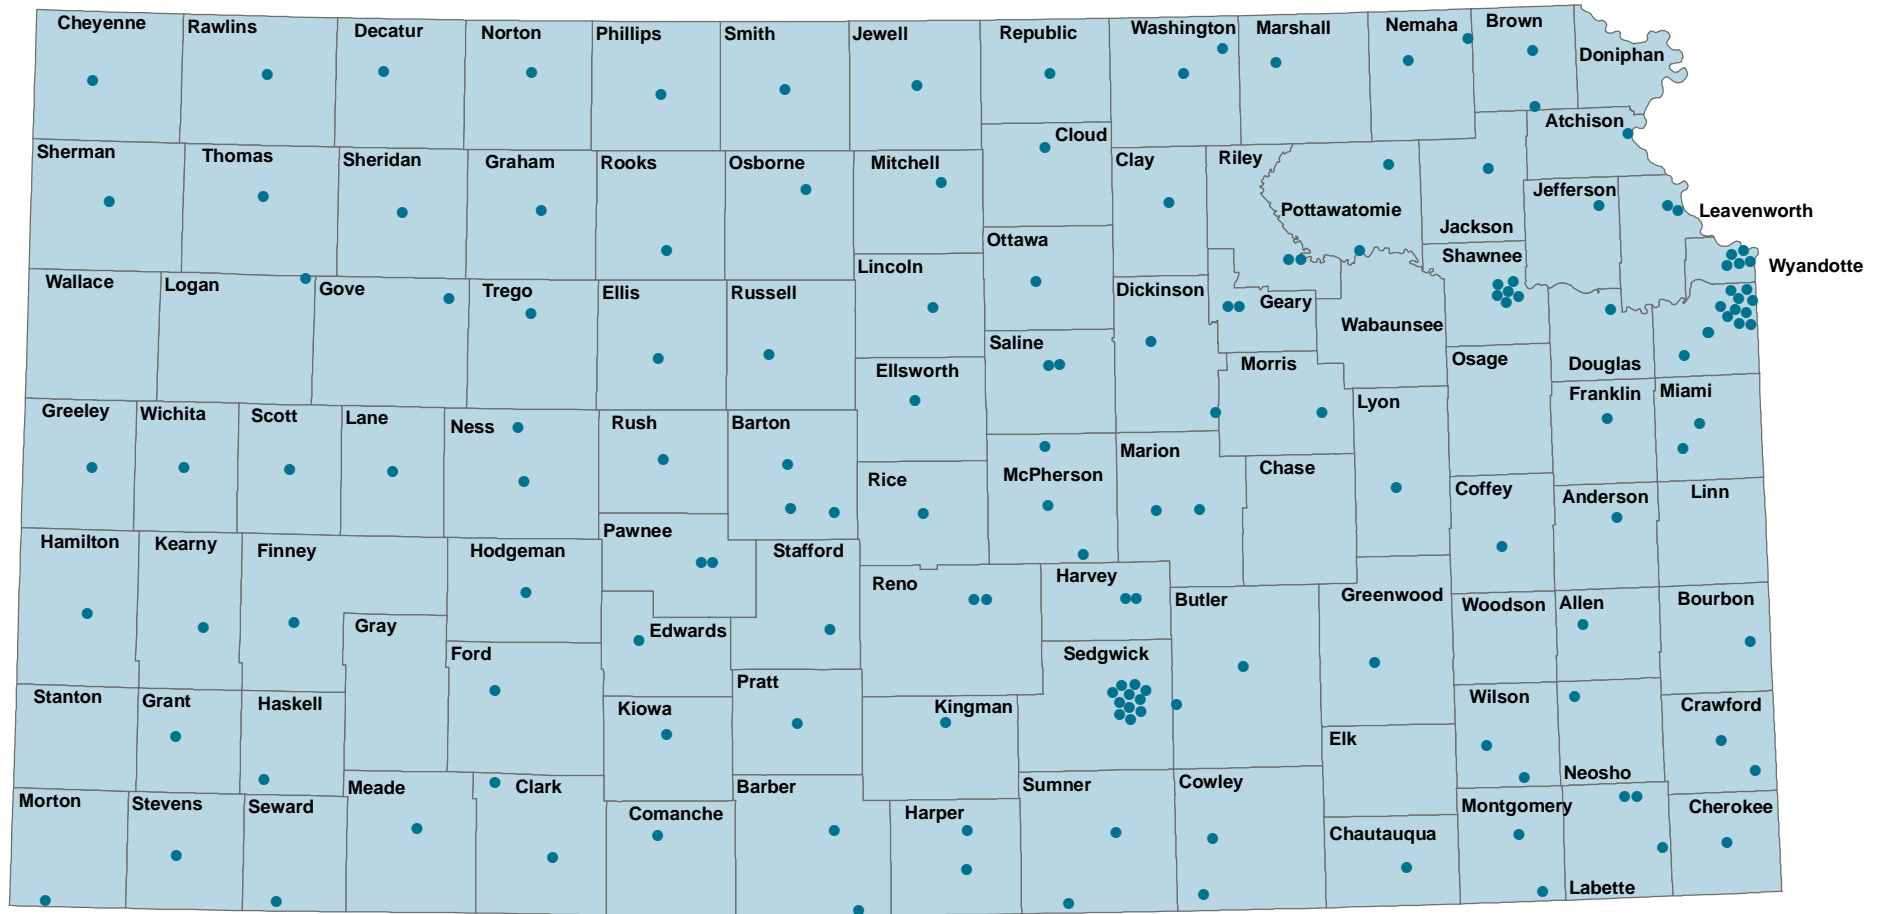 Cheyenne
Rawlins
Decatur
Norton
Phillips
Smith
Jewell
Republic
Washington
Marshall
Nemaha
Brown
Doniphan
Sherman
Thomas
Sheridan
Graham
Rooks
Osborne
Mitchell
Cloud
Clay
Riley
Pottawatomie
Jackson
Atchison
Jefferson
Leavenworth
Wyandotte
Wallace
Logan
Gove
Trego
Ellis
Russell
Lincoln
Ottawa
Dickinson
Geary
Wabaunsee
Shawnee
Douglas
Saline
Ellsworth
Morris
Osage
Lyon
Franklin
Miami
Greeley
Wichita
Scott
Lane
Ness
Rush
Barton
Rice
McPherson
Marion
Chase
Coffey
Anderson
Linn
Hamilton
Kearny
Finney
Hodgeman
Pawnee
Stafford
Reno
Harvey
Butler
Greenwood
Woodson
Allen
Bourbon
Gray
Ford
Edwards
Sedgwick
Stanton
Grant
Haskell
Kiowa
Pratt
Kingman
Elk
Wilson
Neosho
Crawford
Morton
Stevens
Seward
Meade
Clark
Comanche
Barber
Harper
Sumner
Cowley
Chautauqua
Montgomery
Labette
Cherokee